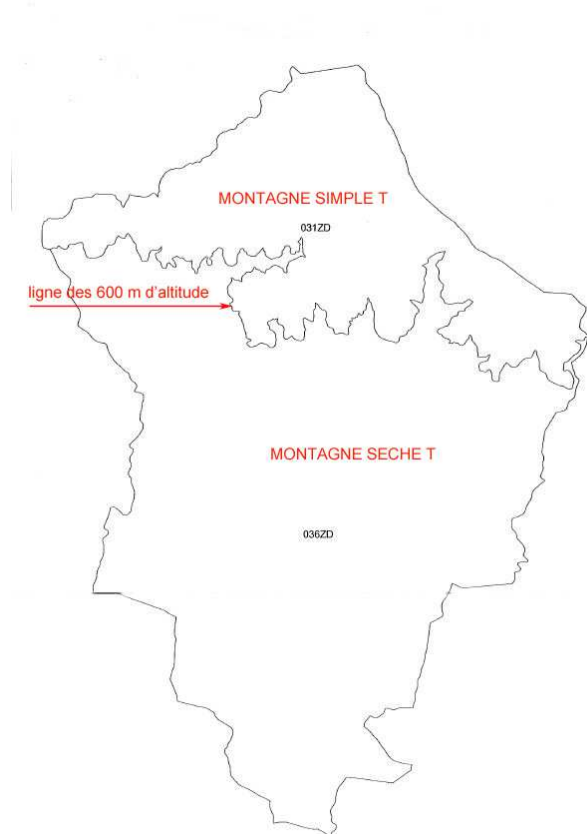 MONTAGNE SIMPLE T
031ZD
ligne des 600 m d'altitude
MONTAGNE SECHE T
036ZD